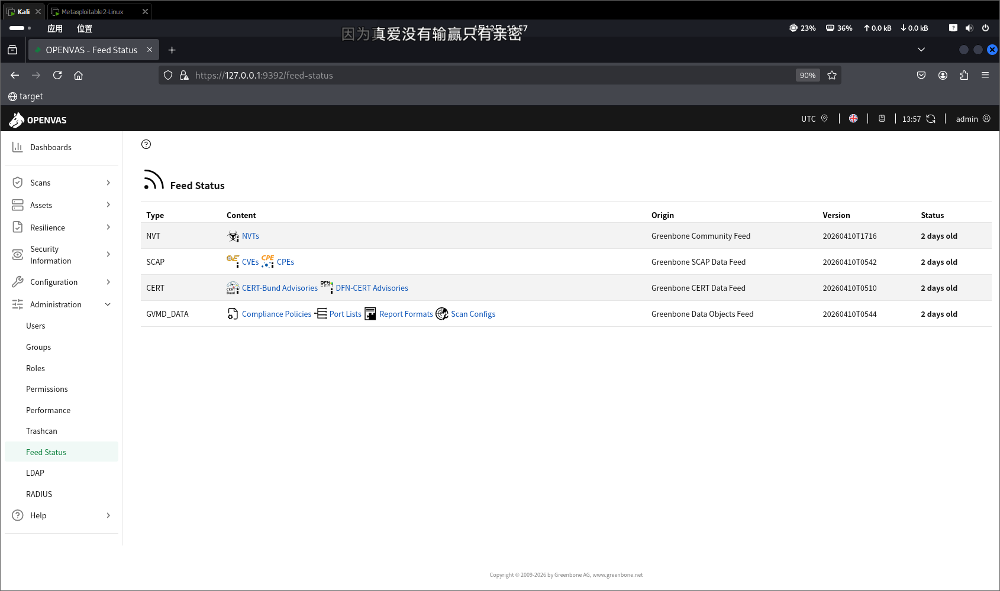 Kali Metasploitable2-Linux
应用 位置 23% 36% 0.0 kB 0.0 kB
因为真爱没有输赢只有亲密
OPENVAS - Feed Status
https://127.0.0.1:9392/feed-status 90%
target
OPENVAS UTC 13:57 admin
Dashboards
Scans
Assets
Resilience
Security
Information
Configuration
Administration
Users
Groups
Roles
Permissions
Performance
Trashcan
Feed Status
LDAP
RADIUS
Help
Feed Status
Type Content Origin Version Status
NVT NVTs Greenbone Community Feed 20260410T1716 2 days old
SCAP CVE CVEs CPE CPEs Greenbone SCAP Data Feed 20260410T0542 2 days old
CERT CERT Bund CERT-Bund Advisories DFN CERT DFN-CERT Advisories Greenbone CERT Data Feed 20260410T0510 2 days old
GVMD_DATA Compliance Policies Port Lists Report Formats Scan Configs Greenbone Data Objects Feed 20260410T0544 2 days old
Copyright © 2009-2026 by Greenbone AG, www.greenbone.net